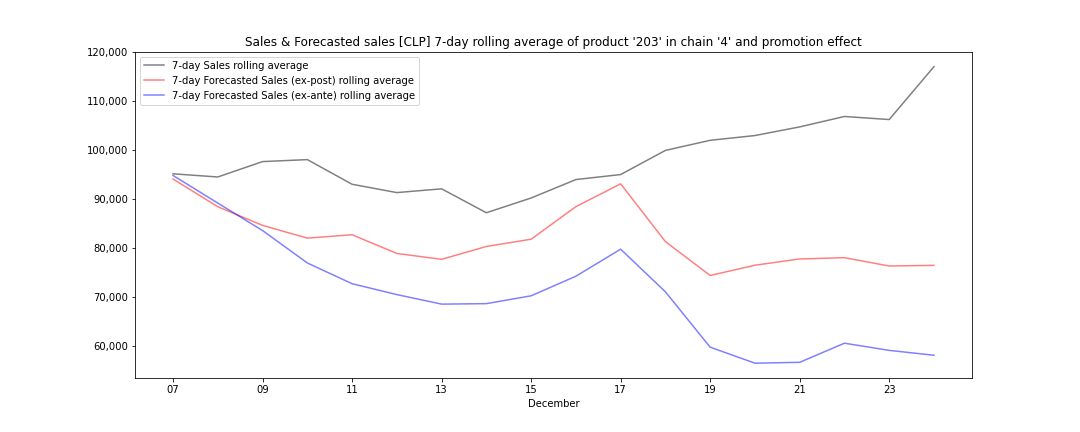 Sales & Forecasted sales [CLP] 7-day rolling average of product '203' in chain '4' and promotion effect
120,000
110,000
100,000
90,000
80,000
70,000
60,000
7-day Sales rolling average
7-day Forecasted Sales (ex-post) rolling average
7-day Forecasted Sales (ex-ante) rolling average
07 09 11 13 15 17 19 21 23
December